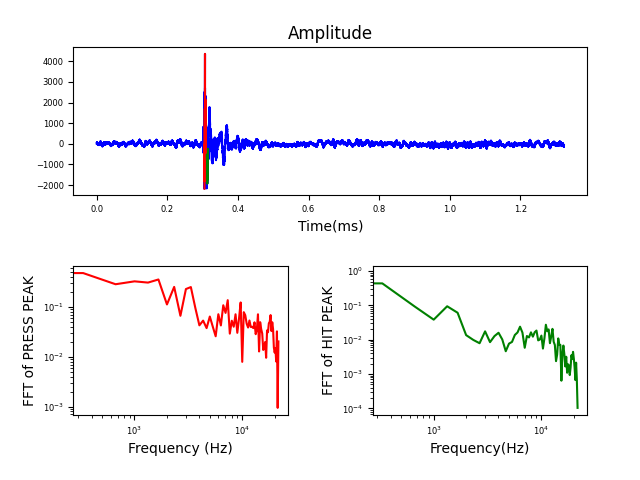 Amplitude
4000
3000
2000
1000
0
−1000
−2000
0.0 0.2 0.4 0.6 0.8 1.0 1.2
Time(ms)
FFT of PRESS PEAK
10⁻¹
10⁻²
10⁻³
10³ 10⁴
Frequency (Hz)
FFT of HIT PEAK
10⁰
10⁻¹
10⁻²
10⁻³
10⁻⁴
10³ 10⁴
Frequency(Hz)